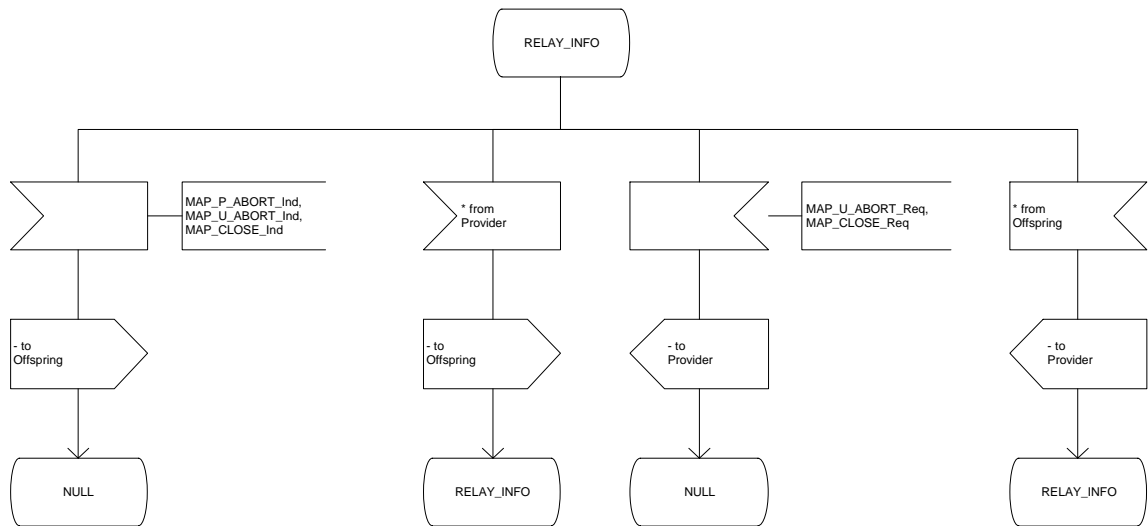 RELAY_INFO
MAP_P_ABORT_Ind,
MAP_U_ABORT_Ind,
MAP_CLOSE_Ind
* from
Provider
MAP_U_ABORT_Req,
MAP_CLOSE_Req
* from
Offspring
- to
Offspring
- to
Offspring
- to
Provider
- to
Provider
NULL
RELAY_INFO
NULL
RELAY_INFO